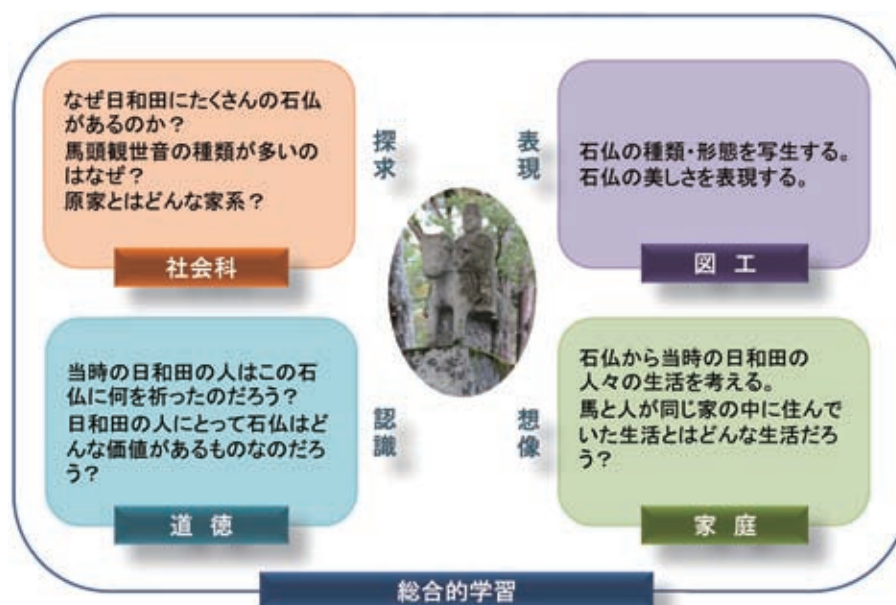 なぜ日和田にたくさんの石仏
があるのか？
馬頭観世音の種類が多いの
はなぜ？
原家とはどんな家系？
社会科
探求
表現
石仏の種類・形態を写生する。
石仏の美しさを表現する。
図 工
当時の日和田の人はこの石
仏に何を祈ったのだろう？
日和田の人にとって石仏はど
んな価値があるものなのだろ
う？
道 徳
認識
想像
石仏から当時の日和田の
人々の生活を考える。
馬と人が同じ家の中に住んで
いた生活とはどんな生活だろ
う？
家 庭
総合的学習